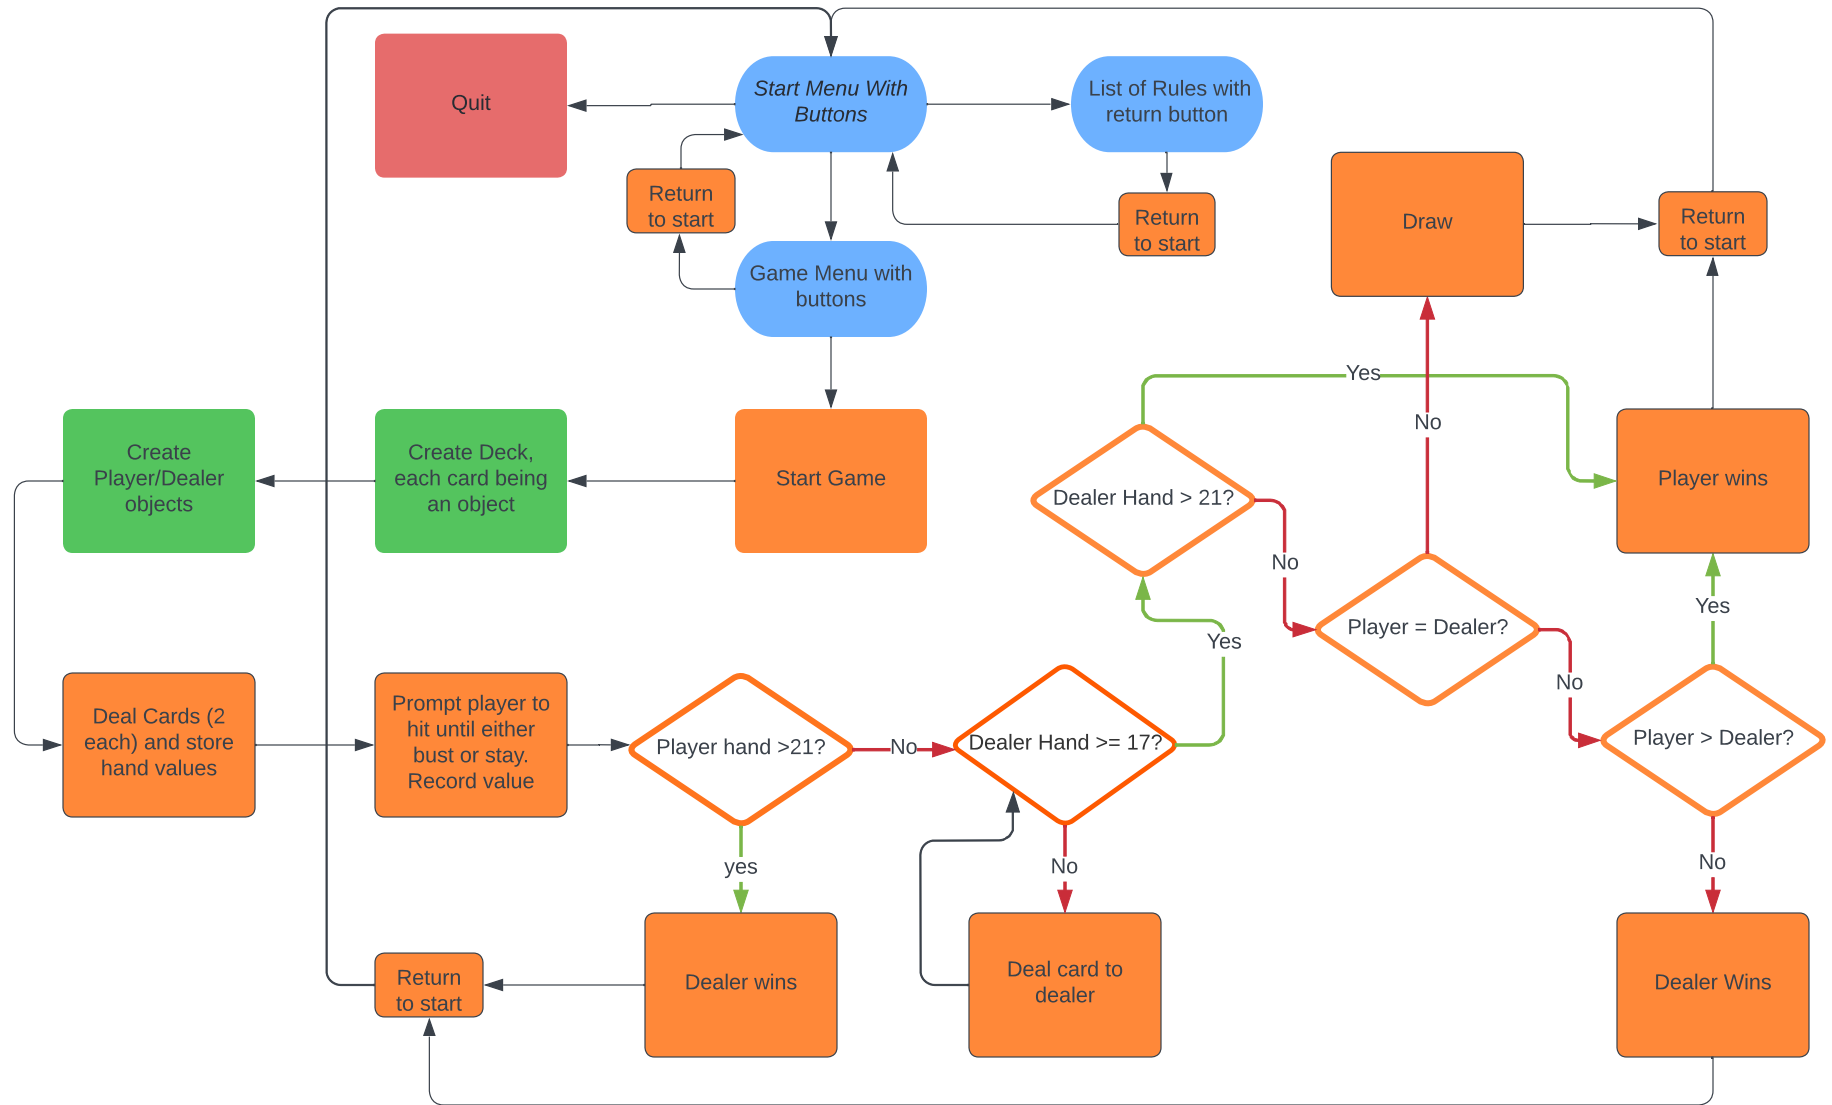 Quit
Start Menu With
Buttons
List of Rules with
return button
Return
to start
Return
to start
Draw
Return
to start
Game Menu with
buttons
Yes
No
Create
Player/Dealer
objects
Create Deck,
each card being
an object
Start Game
Dealer Hand > 21?
Player wins
No
Yes
Player = Dealer?
Yes
No
Deal Cards (2
each) and store
hand values
Prompt player to
hit until either
bust or stay.
Record value
Player hand >21?
No
Dealer Hand >= 17?
Player > Dealer?
yes
No
No
Return
to start
Dealer wins
Deal card to
dealer
Dealer Wins